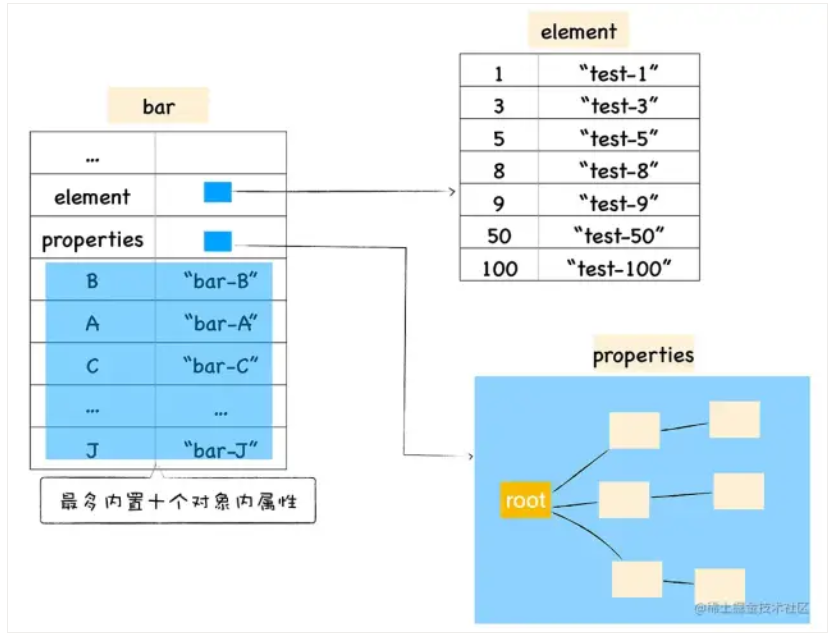 bar
...
element
properties
B "bar-B"
A "bar-A"
C "bar-C"
... ...
J "bar-J"
最多内置十个对象内属性
element
1 "test-1"
3 "test-3"
5 "test-5"
8 "test-8"
9 "test-9"
50 "test-50"
100 "test-100"
properties
root
@稀土掘金技术社区